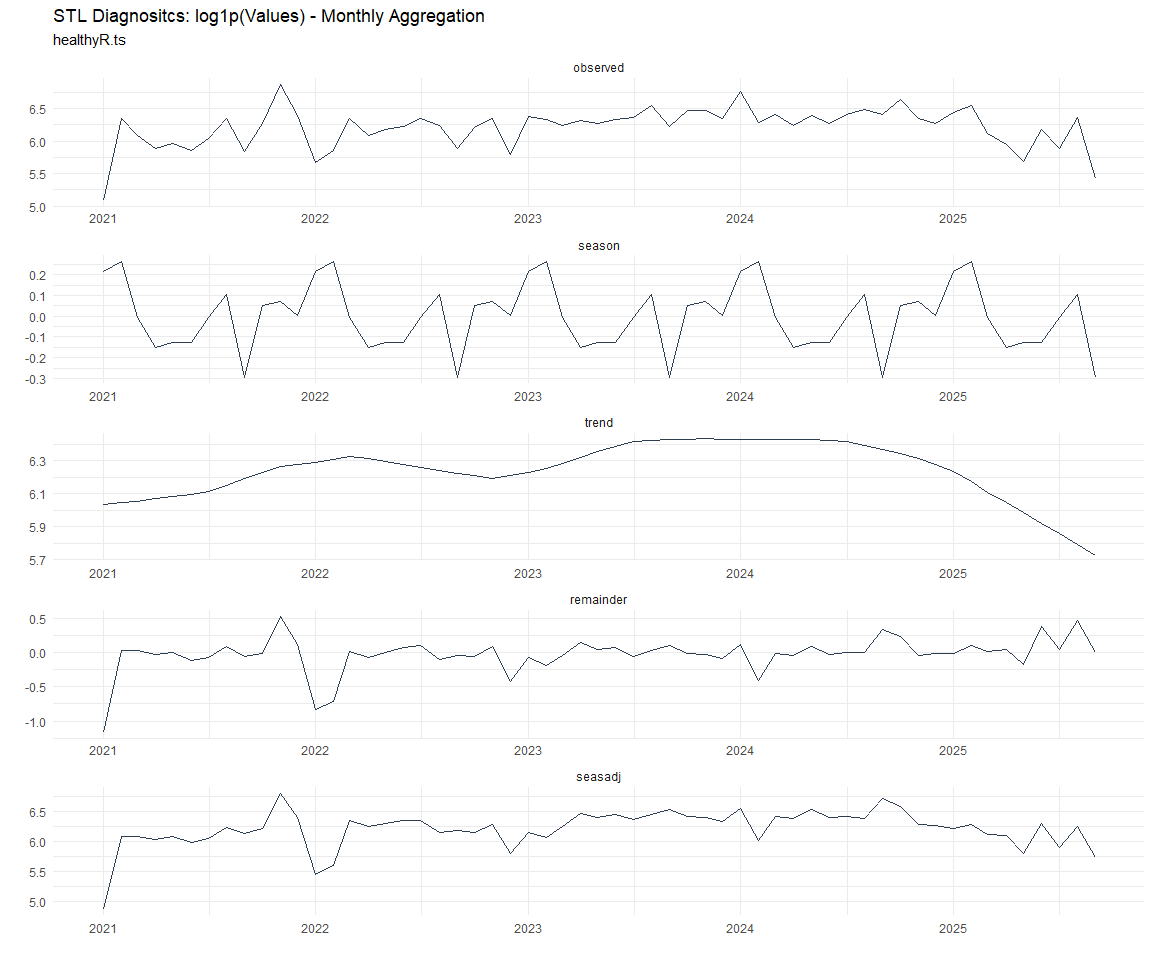 STL Diagnositcs: log1p(Values) - Monthly Aggregation
healthyR.ts
observed
6.5
6.0
5.5
5.0
2021 2022 2023 2024 2025
season
0.2
0.1
0.0
-0.1
-0.2
-0.3
2021 2022 2023 2024 2025
trend
6.3
6.1
5.9
5.7
2021 2022 2023 2024 2025
remainder
0.5
0.0
-0.5
-1.0
2021 2022 2023 2024 2025
seasadj
6.5
6.0
5.5
5.0
2021 2022 2023 2024 2025